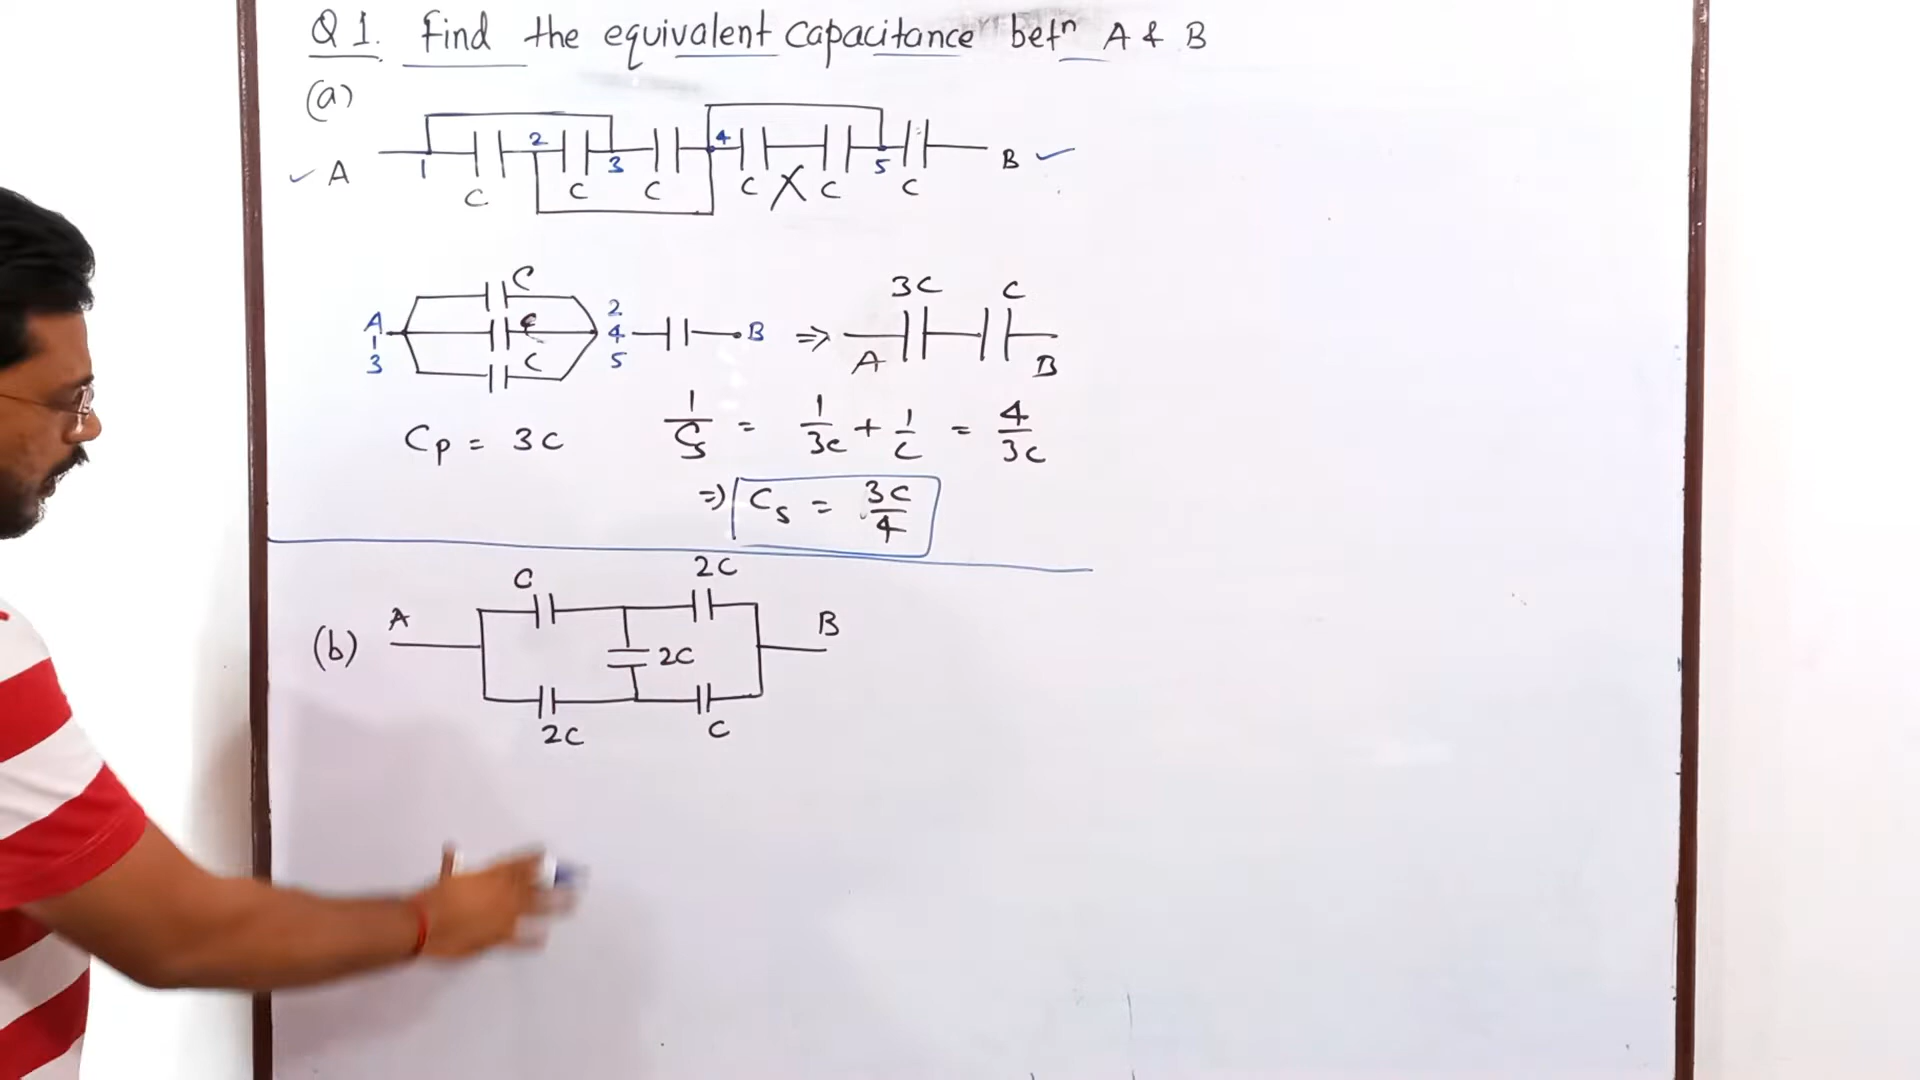 Q 1. Find the equivalent capacitance betⁿ A & B
(a)
A 1 C 2 C 3 C 4 C X C 5 C B
A 1 3 C C C 2 4 5 B ⇒ 3C C A B
Cp = 3C
1/Cs = 1/3C + 1/C = 4/3C
⇒ Cs = 3C/4
(b) A C 2C 2C 2C C B